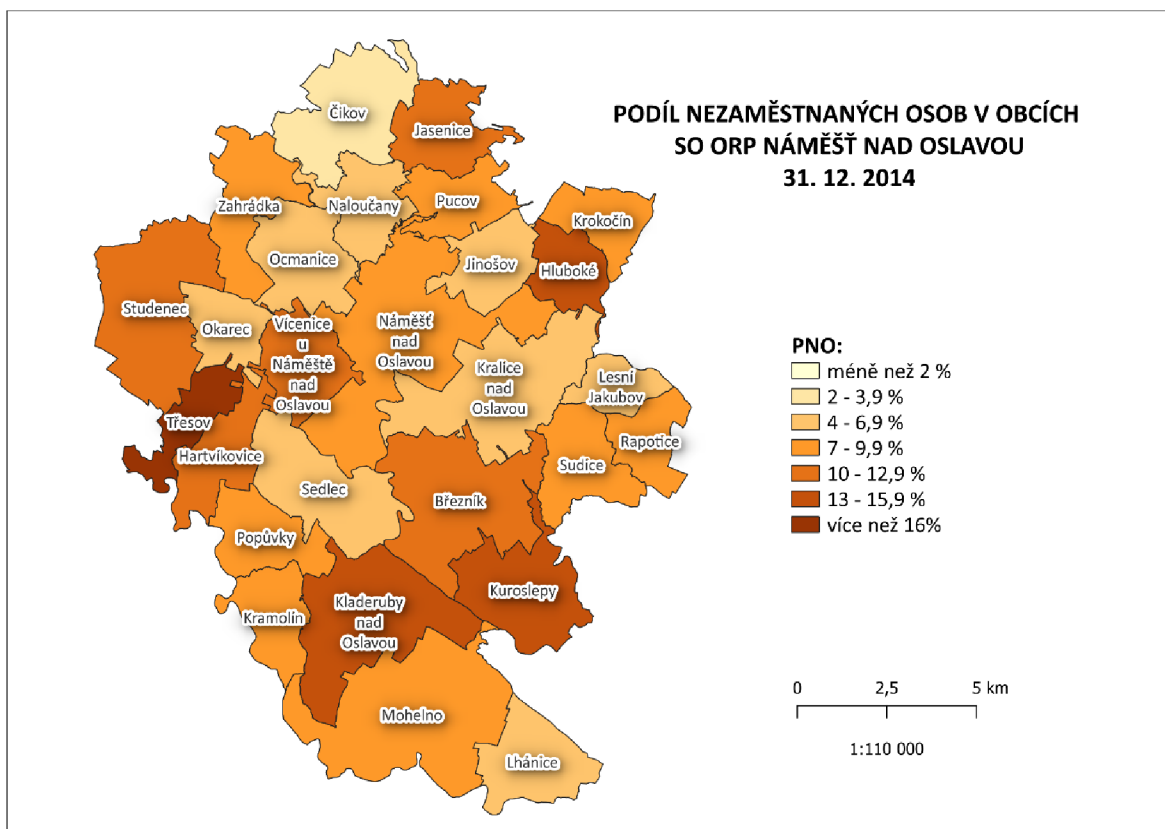 PODÍL NEZAMĚSTNANÝCH OSOB V OBCÍCH
SO ORP NÁMĚŠŤ NAD OSLAVOU
31. 12. 2014
Čikov
Jasenice
Zahrádka
Naloučany
Pucov
Krokočín
Ocmanice
Jinošov
Hluboké
Studenec
Okarec
Vícenice
u
Náměště
nad
Oslavou
Náměšť
nad
Oslavou
Kralice
nad
Oslavou
Lesní
Jakubov
Třesov
Hartvíkovice
Rapotice
Sudice
Sedlec
Březník
Popůvky
Kuroslepy
Kladeruby
nad
Oslavou
Kramolín
Mohelno
Lhánice
PNO:
méně než 2 %
2 - 3,9 %
4 - 6,9 %
7 - 9,9 %
10 - 12,9 %
13 - 15,9 %
více než 16%
0 2,5 5 km
1:110 000